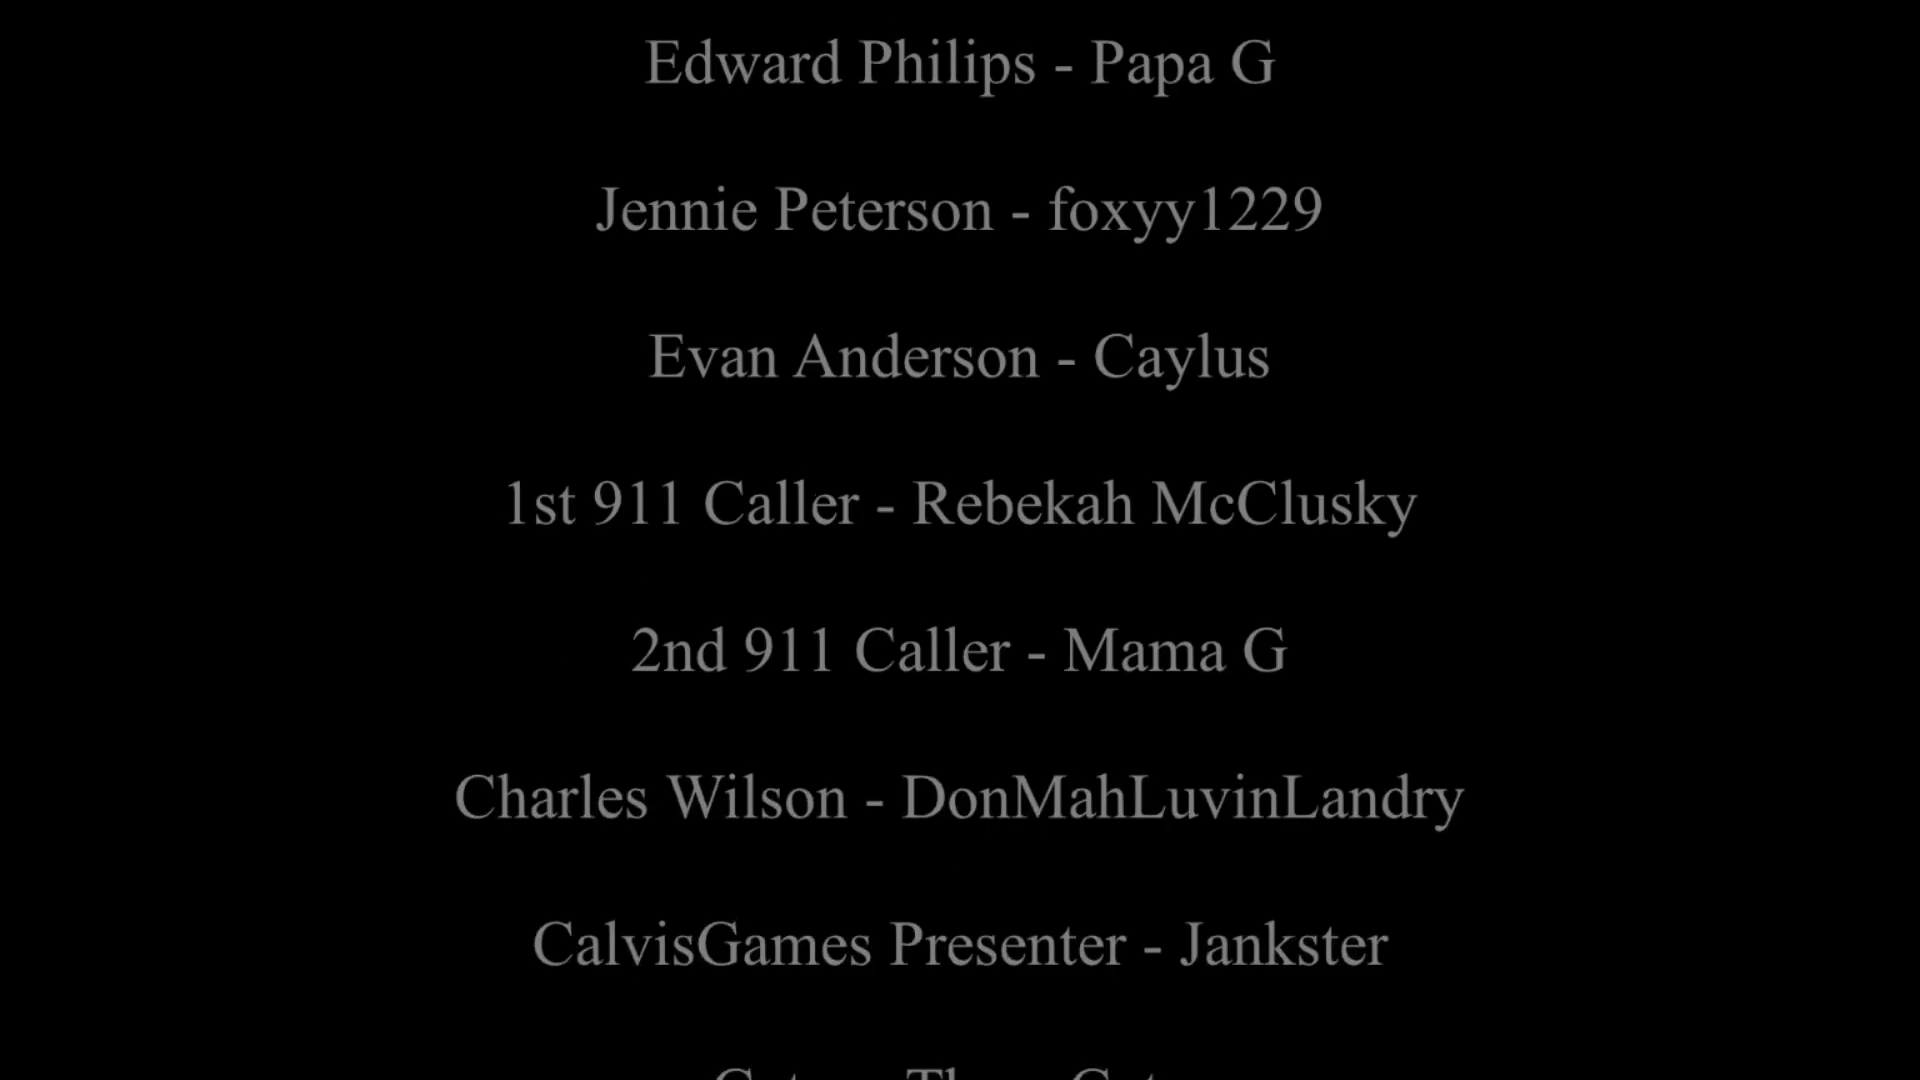 Edward Philips - Papa G
Jennie Peterson - foxyy1229
Evan Anderson - Caylus
1st 911 Caller - Rebekah McClusky
2nd 911 Caller - Mama G
Charles Wilson - DonMahLuvinLandry
CalvisGames Presenter - Jankster